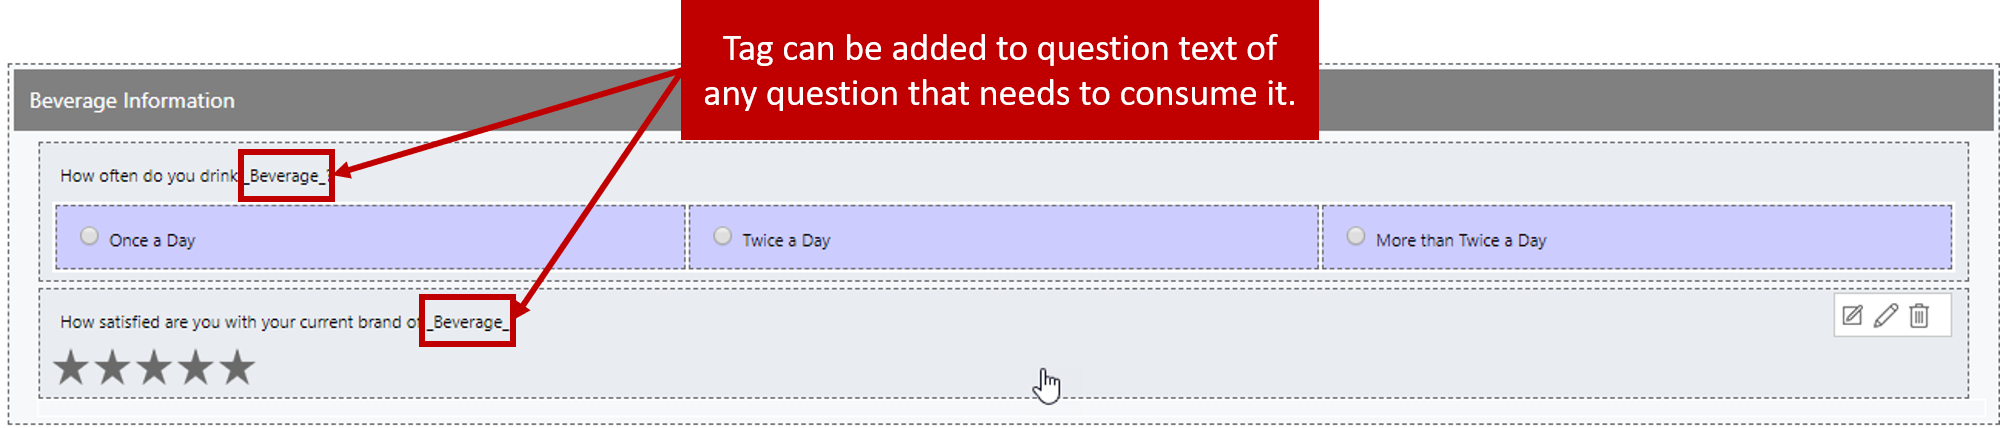 Tag can be added to question text of
any question that needs to consume it.
Beverage Information
How often do you drink _Beverage_?
Once a Day
Twice a Day
More than Twice a Day
How satisfied are you with your current brand of _Beverage_